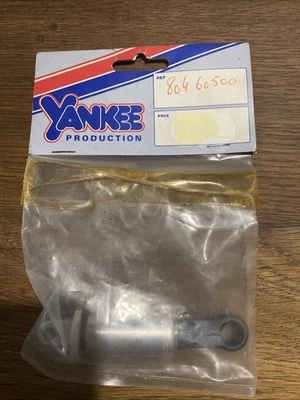 REF
804 60500
YANKEE
PRODUCTION
PRIX